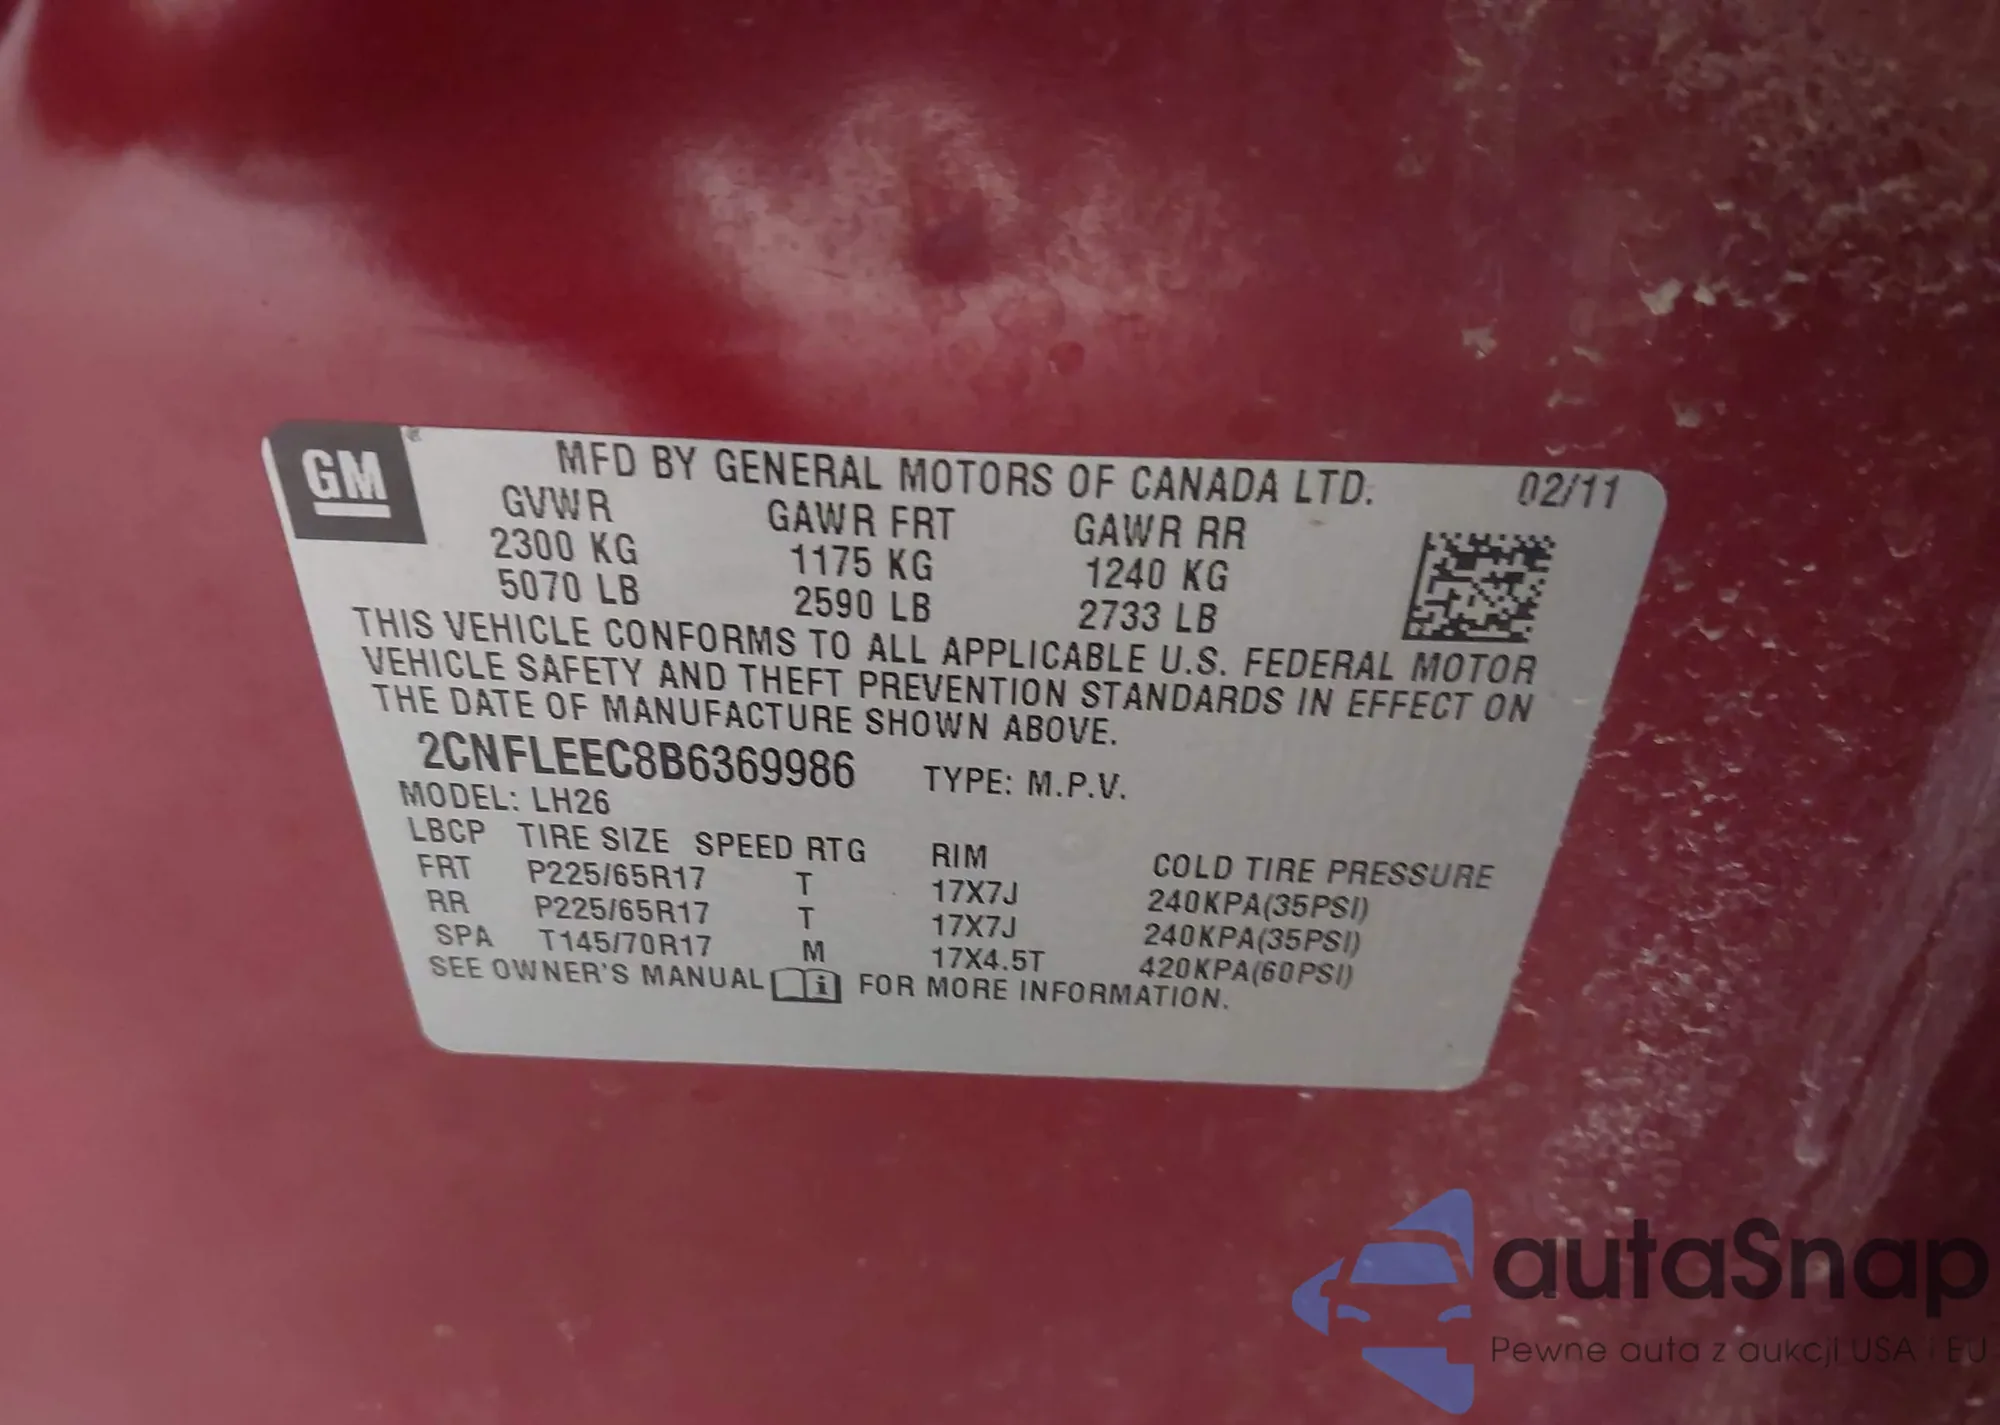 GM
MFD BY GENERAL MOTORS OF CANADA LTD. 02/11
GVWR GAWR FRT GAWR RR
2300 KG 1175 KG 1240 KG
5070 LB 2590 LB 2733 LB
THIS VEHICLE CONFORMS TO ALL APPLICABLE U.S. FEDERAL MOTOR
VEHICLE SAFETY AND THEFT PREVENTION STANDARDS IN EFFECT ON
THE DATE OF MANUFACTURE SHOWN ABOVE.
2CNFLEEC8B6369986 TYPE: M.P.V.
MODEL: LH26
LBCP TIRE SIZE SPEED RTG RIM COLD TIRE PRESSURE
FRT P225/65R17 T 17X7J 240KPA(35PSI)
RR P225/65R17 T 17X7J 240KPA(35PSI)
SPA T145/70R17 M 17X4.5T 420KPA(60PSI)
SEE OWNER'S MANUAL i FOR MORE INFORMATION.
autaSnap
Pewne auta z aukcji USA i EU